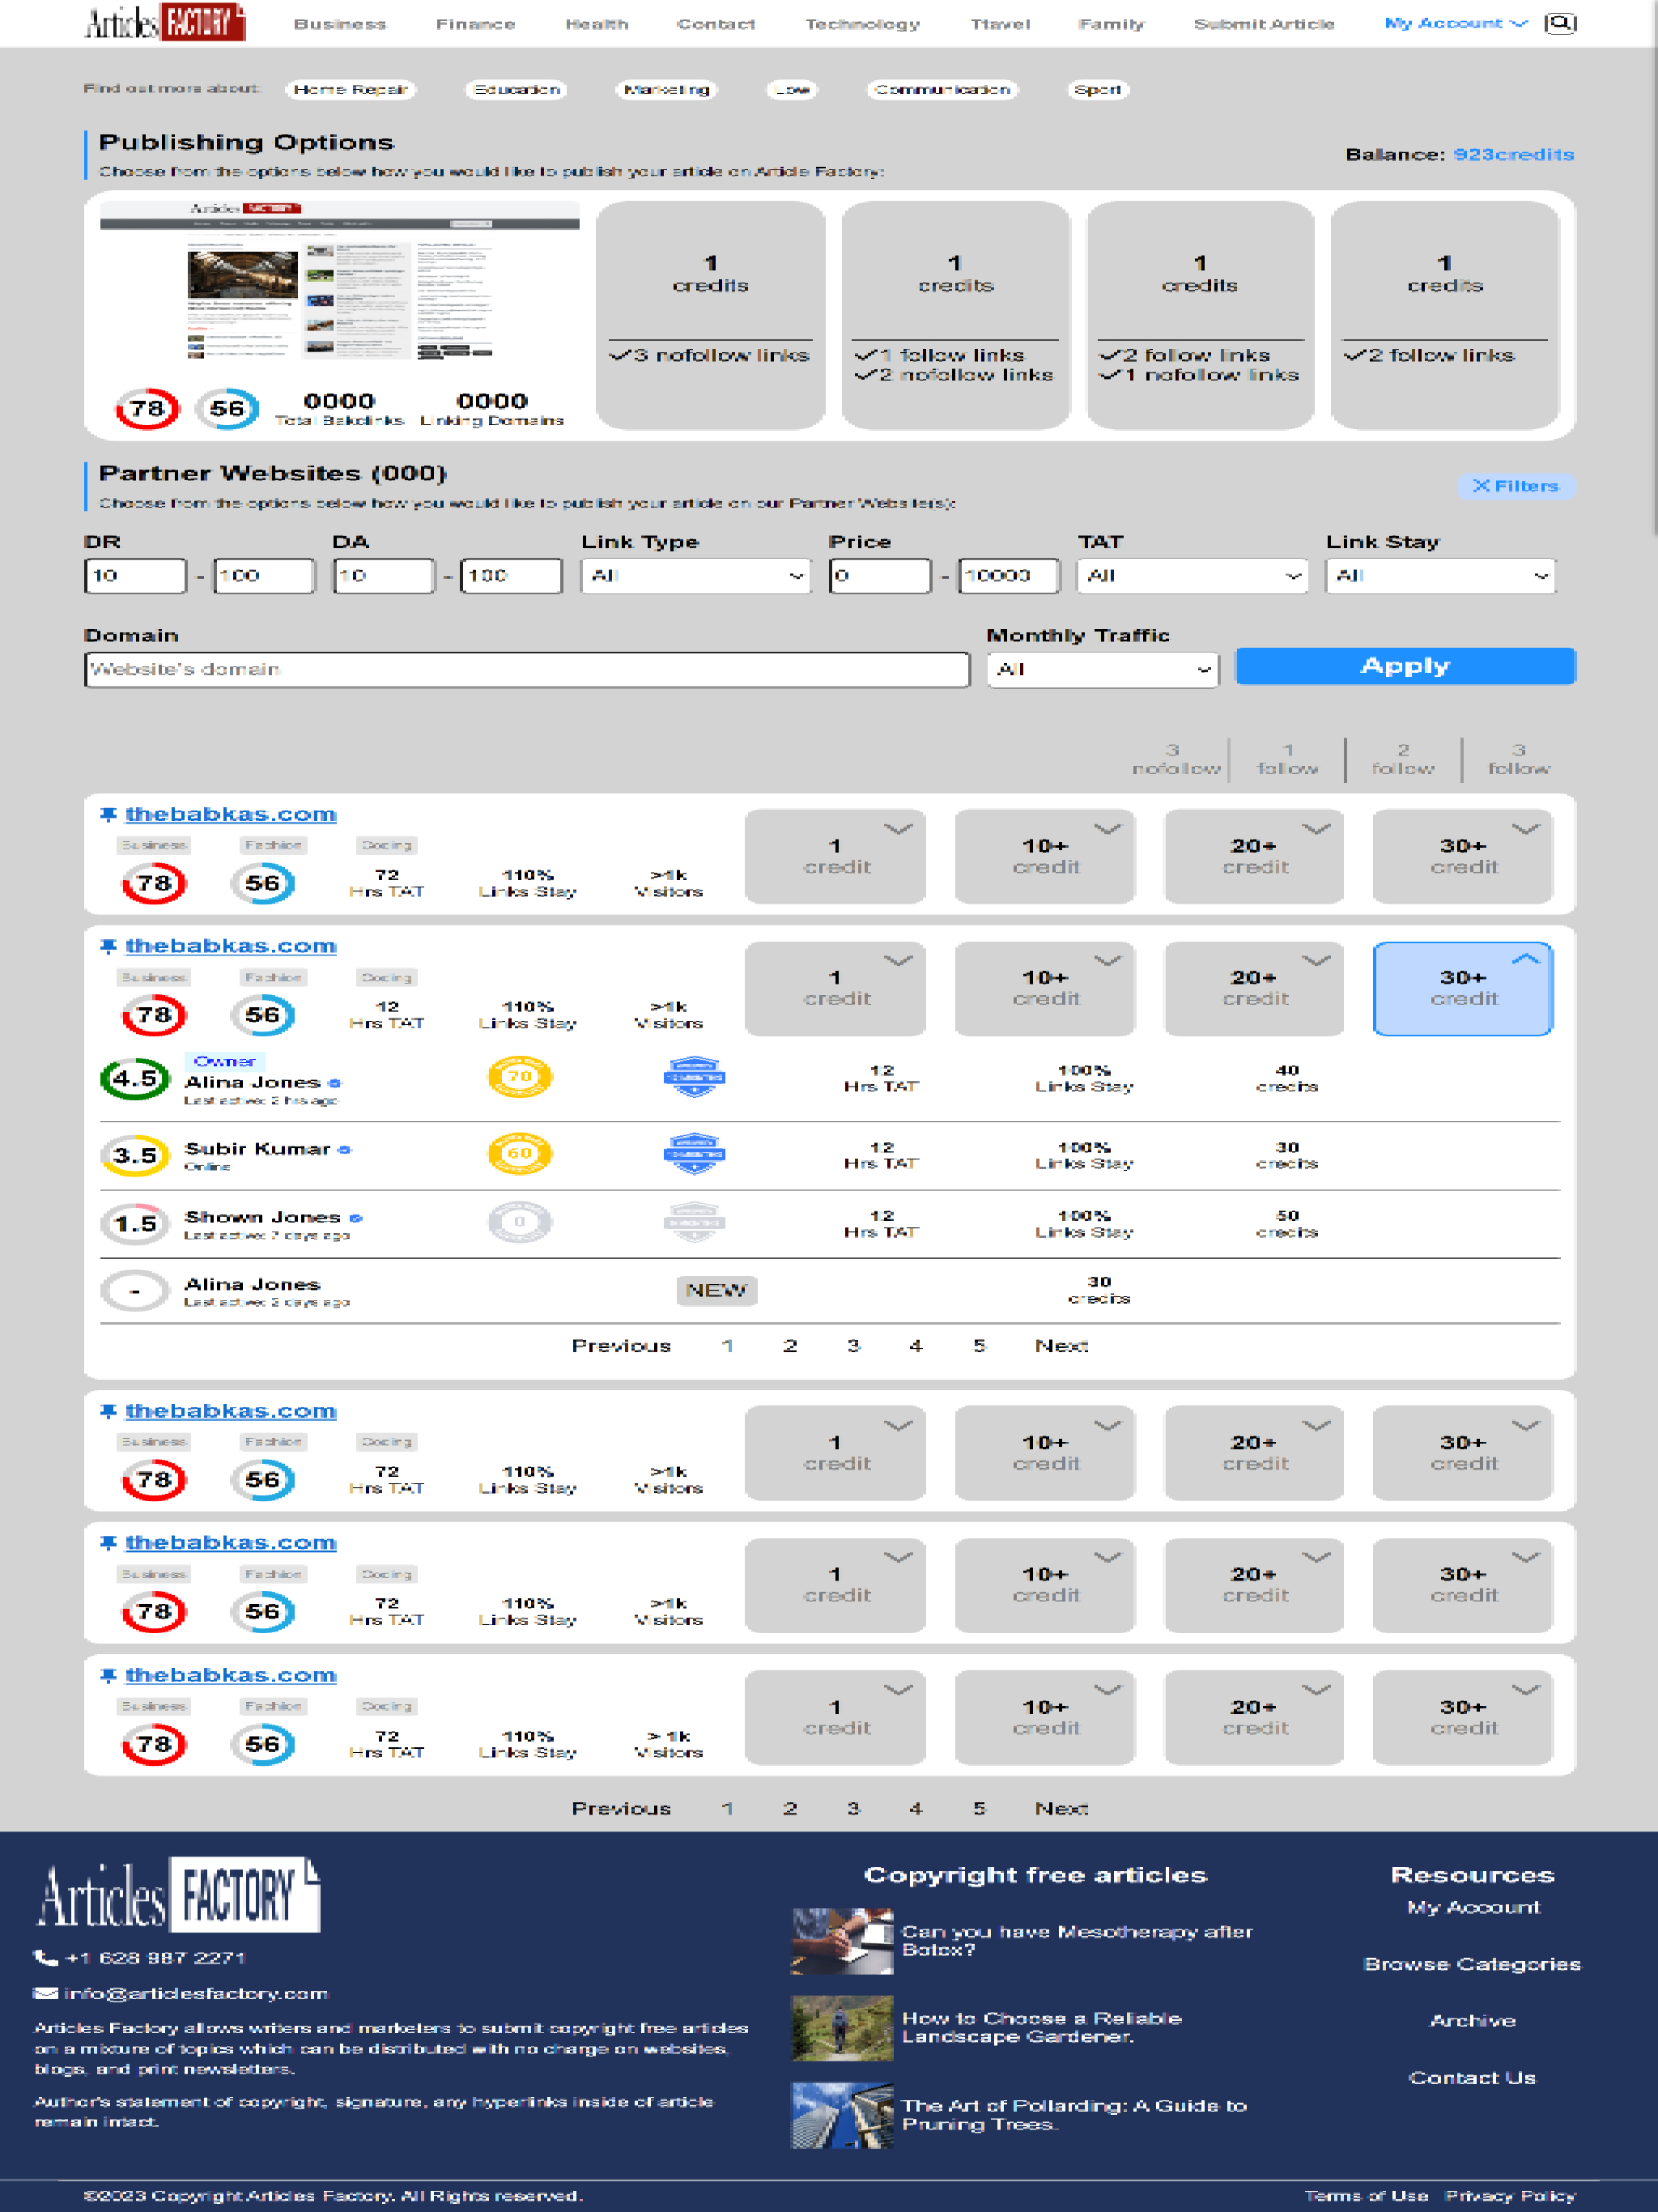 Articles FACTORY Business Finance Health Contact Technology Ttavel Family Submit Article My Account
Find out more about: Home Repair Education Marketing Low Communication Sport
Publishing Options
Choose from the options below how you would like to publish your article on Article Factory:
Balance: 923credits
Articles FACTORY
1 credits
3 nofollow links
1 credits
1 follow links
2 nofollow links
1 credits
2 follow links
1 nofollow links
1 credits
2 follow links
78 56 0000 0000
Total Bakclinks Linking Domains
Partner Websites (000)
Choose from the options below how you would like to publish your article on our Partner Website(s):
Filters
DR DA Link Type Price TAT Link Stay
10 - 100 10 - 100 All 0 - 10000 All All
Domain Monthly Traffic
Website's domain All Apply
3 1 2 3
nofollow follow follow follow
thebabkas.com
Business Fashion Cocing
78 56 72 110% >1k
Hrs TAT Links Stay Visitors
1 10+ 20+ 30+
credit credit credit credit
thebabkas.com
Business Fashion Cocing
78 56 12 110% >1k
Hrs TAT Links Stay Visitors
1 10+ 20+ 30+
credit credit credit credit
Owner
4.5 Alina Jones 70 12 100% 40
Last active: 2 hrs ago Hrs TAT Links Stay credits
3.5 Subir Kumar 60 12 100% 30
Online Hrs TAT Links Stay credits
1.5 Shown Jones 0 12 100% 50
Last active: 7 days ago Hrs TAT Links Stay credits
- Alina Jones NEW 30
Last active: 2 days ago credits
Previous 1 2 3 4 5 Next
thebabkas.com
Business Fashion Cocing
78 56 72 110% >1k
Hrs TAT Links Stay Visitors
1 10+ 20+ 30+
credit credit credit credit
thebabkas.com
Business Fashion Cocing
78 56 72 110% >1k
Hrs TAT Links Stay Visitors
1 10+ 20+ 30+
credit credit credit credit
thebabkas.com
Business Fashion Cocing
78 56 72 110% > 1k
Hrs TAT Links Stay Visitors
1 10+ 20+ 30+
credit credit credit credit
Previous 1 2 3 4 5 Next
Articles FACTORY
+1 628 987 2271
info@articlesfactory.com
Articles Factory allows writers and marketers to submit copyright free articles
on a mixture of topics which can be distributed with no charge on websites,
blogs, and print newsletters.
Author's statement of copyright, signature, any hyperlinks inside of article
remain intact.
Copyright free articles
Can you have Mesotherapy after
Botox?
How to Choose a Reliable
Landscape Gardener.
The Art of Pollarding: A Guide to
Pruning Trees.
Resources
My Account
Browse Categories
Archive
Contact Us
©2023 Copyright Articles Factory. All Rights reserved.
Terms of Use Privacy Policy